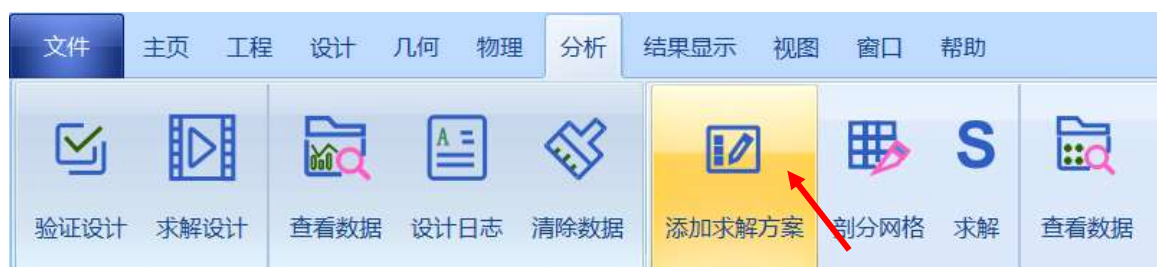 文件 主页 工程 设计 几何 物理 分析 结果显示 视图 窗口 帮助
A
S
验证设计 求解设计 查看数据 设计日志 清除数据 添加求解方案 剖分网格 求解 查看数据